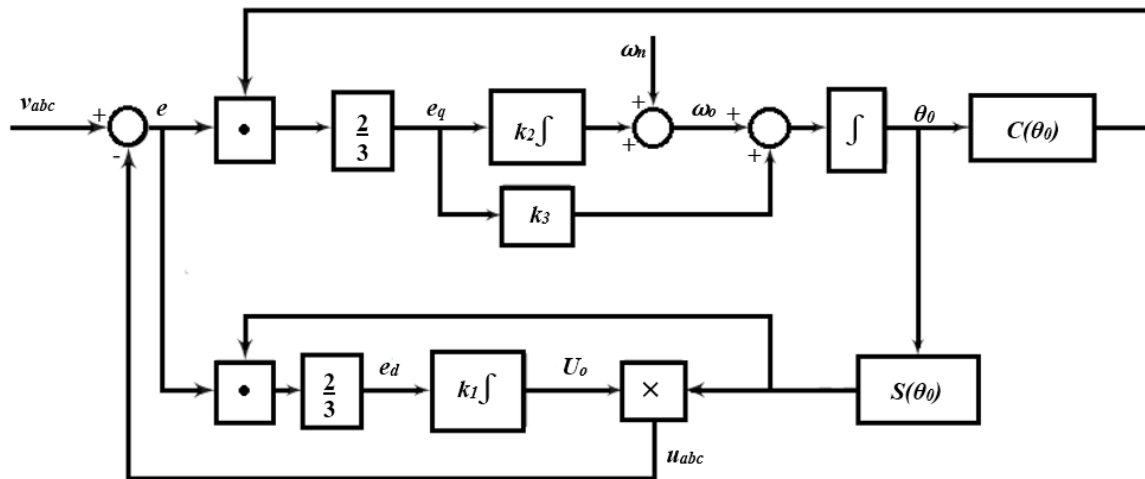 ωn
vabc
+
e
-
•
2
3
eq
k2∫
+
+
ωo
+
+
∫
θ0
C(θ0)
k3
•
2
3
ed
k1∫
Uo
×
S(θ0)
uabc